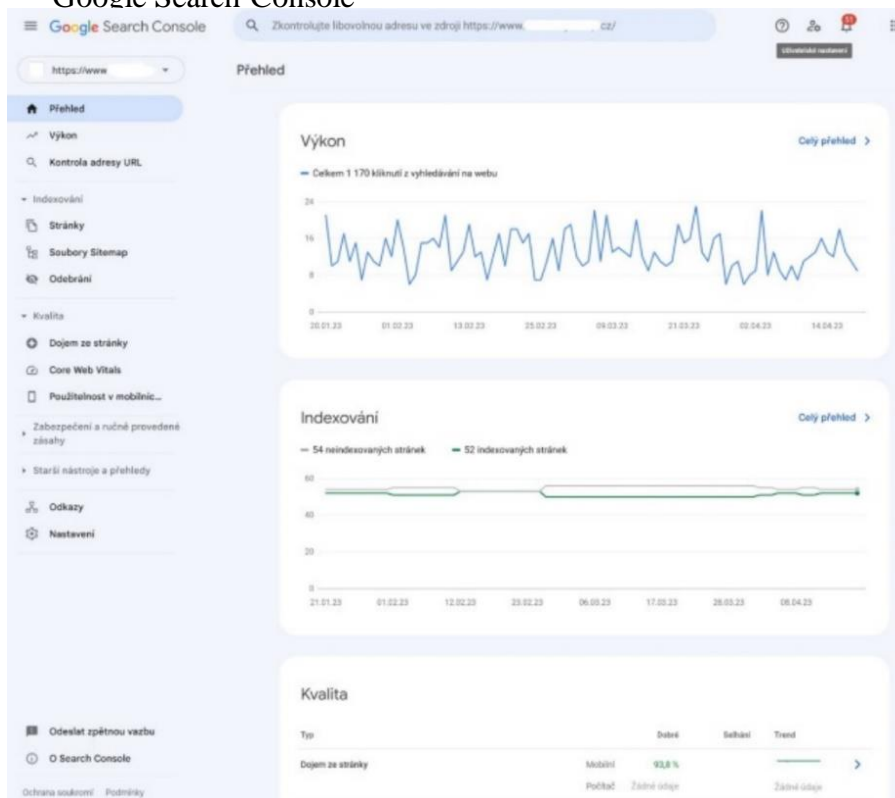 Google Search Console
Google Search Console
Zkontrolujte libovolnou adresu ve zdroji https://www. cz/
Uživatelské nastavení
https://www
Přehled
Přehled
Výkon
Kontrola adresy URL
Indexování
Stránky
Soubory Sitemap
Odebrání
Kvalita
Dojem ze stránky
Core Web Vitals
Použitelnost v mobilnic...
Zabezpečení a ručně provedené
zásahy
Starší nástroje a přehledy
Odkazy
Nastavení
Odeslat zpětnou vazbu
O Search Console
Ochrana soukromí Podmínky
Výkon
Celý přehled
Celkem 1 170 kliknutí z vyhledávání na webu
24
16
8
0
20.01.23 01.02.23 13.02.23 25.02.23 09.03.23 21.03.23 02.04.23 14.04.23
Indexování
Celý přehled
54 neindexovaných stránek 52 indexovaných stránek
60
40
20
0
21.01.23 01.02.23 12.02.23 23.02.23 06.03.23 17.03.23 28.03.23 08.04.23
Kvalita
Typ Dobré Selhání Trend
Dojem ze stránky Mobilní 93,8 %
Počítač Žádné údaje Žádné údaje